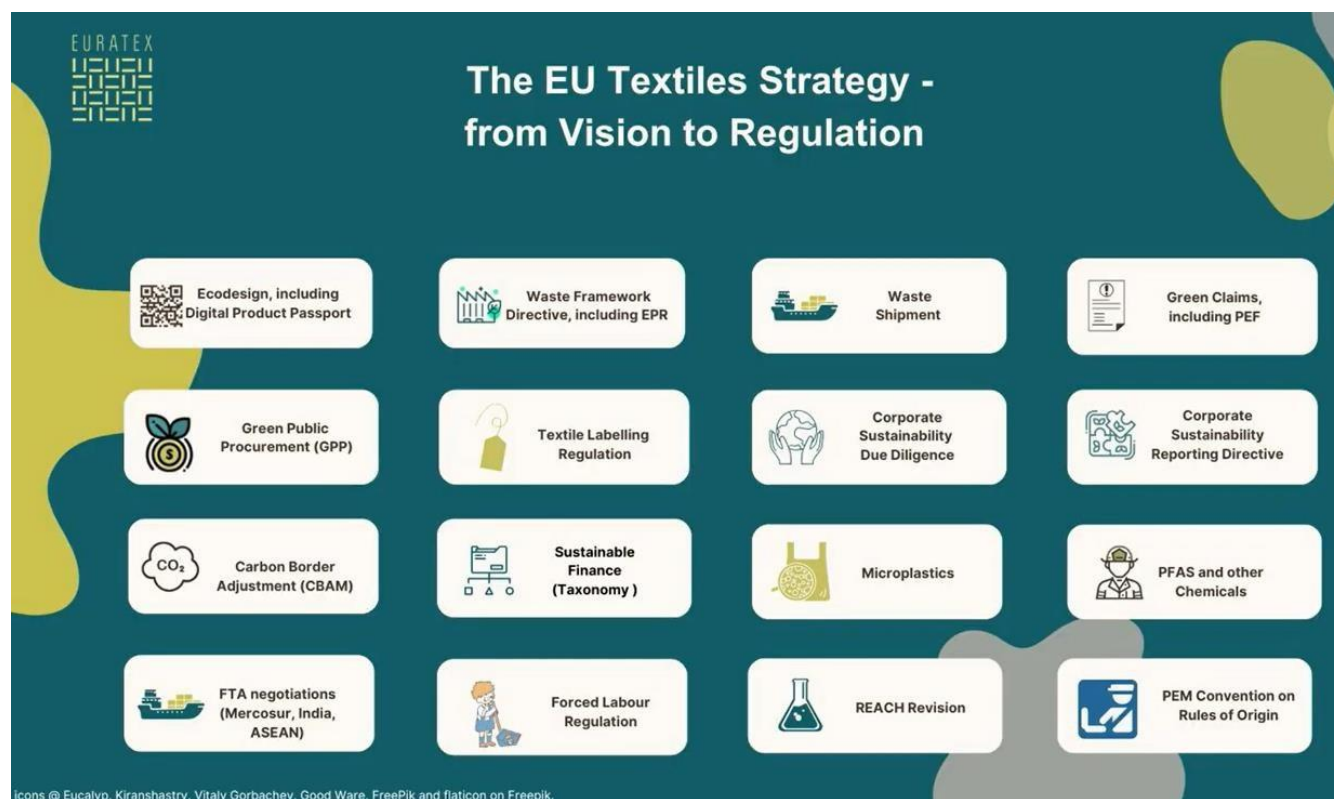 EURATEX
The EU Textiles Strategy -
from Vision to Regulation
Ecodesign, including
Digital Product Passport
Waste Framework
Directive, including EPR
Waste
Shipment
Green Claims,
including PEF
Green Public
Procurement (GPP)
Textile Labelling
Regulation
Corporate
Sustainability
Due Diligence
Corporate
Sustainability
Reporting Directive
CO₂
Carbon Border
Adjustment (CBAM)
Sustainable
Finance
(Taxonomy )
Microplastics
PFAS and other
Chemicals
FTA negotiations
(Mercosur, India,
ASEAN)
Forced Labour
Regulation
REACH Revision
PEM Convention on
Rules of Origin
icons @ Eucalyp, Kiranshastry, Vitaly Gorbachev, Good Ware, FreePik and flaticon on Freepik.